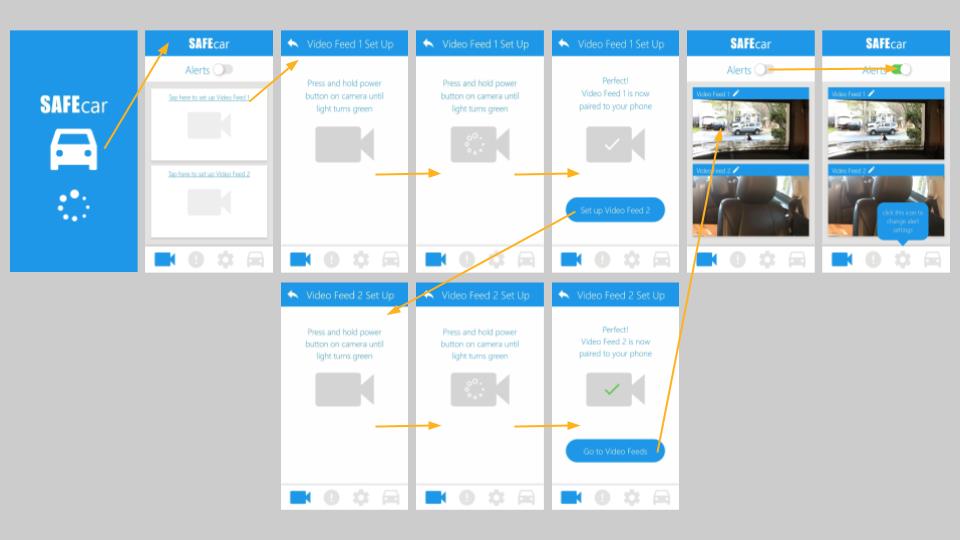 SAFEcar
SAFEcar
Alerts
Tap here to set up Video Feed 1
Tap here to set up Video Feed 2
Video Feed 1 Set Up
Press and hold power
button on camera until
light turns green
Video Feed 1 Set Up
Press and hold power
button on camera until
light turns green
Video Feed 1 Set Up
Perfect!
Video Feed 1 is now
paired to your phone
Set up Video Feed 2
SAFEcar
Alerts
Video Feed 1
Video Feed 2
SAFEcar
Alerts
Video Feed 1
Video Feed 2
click this icon to
change alert
settings
Video Feed 2 Set Up
Press and hold power
button on camera until
light turns green
Video Feed 2 Set Up
Press and hold power
button on camera until
light turns green
Video Feed 2 Set Up
Perfect!
Video Feed 2 is now
paired to your phone
Go to Video Feeds